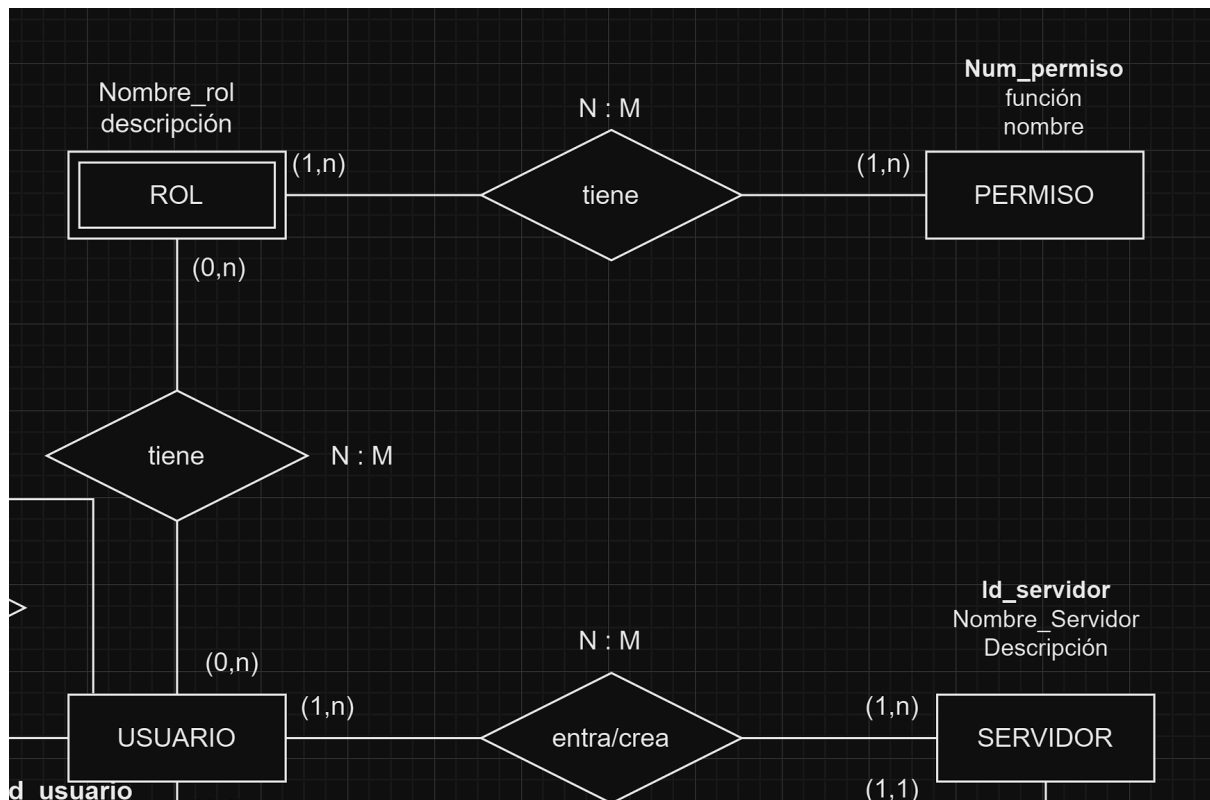 Num_permiso
función
nombre
Nombre_rol
descripción
N : M
(1,n)
(1,n)
ROL
tiene
PERMISO
(0,n)
tiene
N : M
Id_servidor
Nombre_Servidor
Descripción
N : M
(0,n)
(1,n)
(1,n)
USUARIO
entra/crea
SERVIDOR
(1,1)
d_usuario